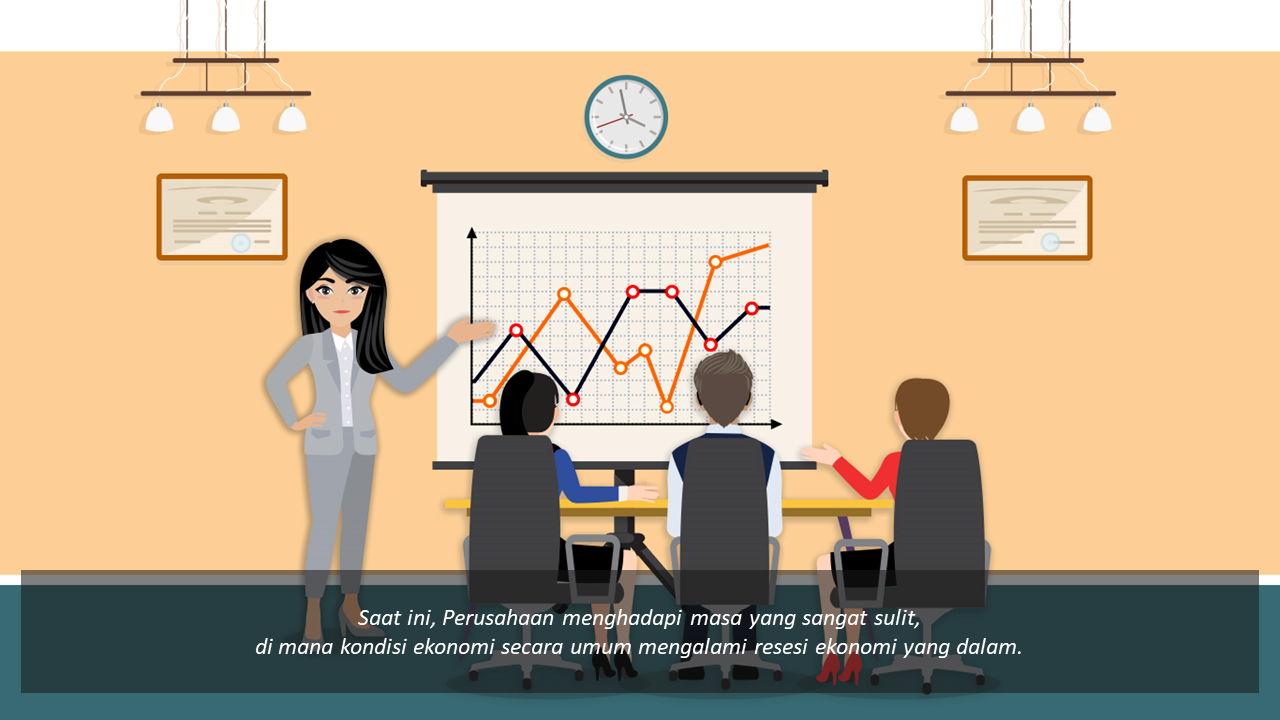 Saat ini, Perusahaan menghadapi masa yang sangat sulit,
di mana kondisi ekonomi secara umum mengalami resesi ekonomi yang dalam.